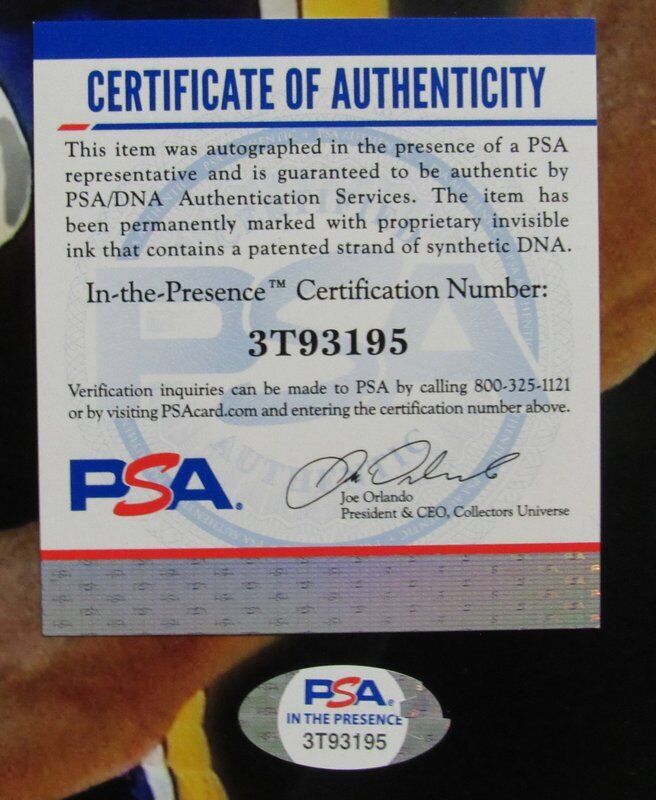 CERTIFICATE OF AUTHENTICITY
This item was autographed in the presence of a PSA
representative and is guaranteed to be authentic by
PSA/DNA Authentication Services. The item has
been permanently marked with proprietary invisible
ink that contains a patented strand of synthetic DNA.
In-the-Presence™ Certification Number:
3T93195
Verification inquiries can be made to PSA by calling 800-325-1121
or by visiting PSAcard.com and entering the certification number above.
PSA®
Joe Orlando
President & CEO, Collectors Universe
PSA®
IN THE PRESENCE
3T93195